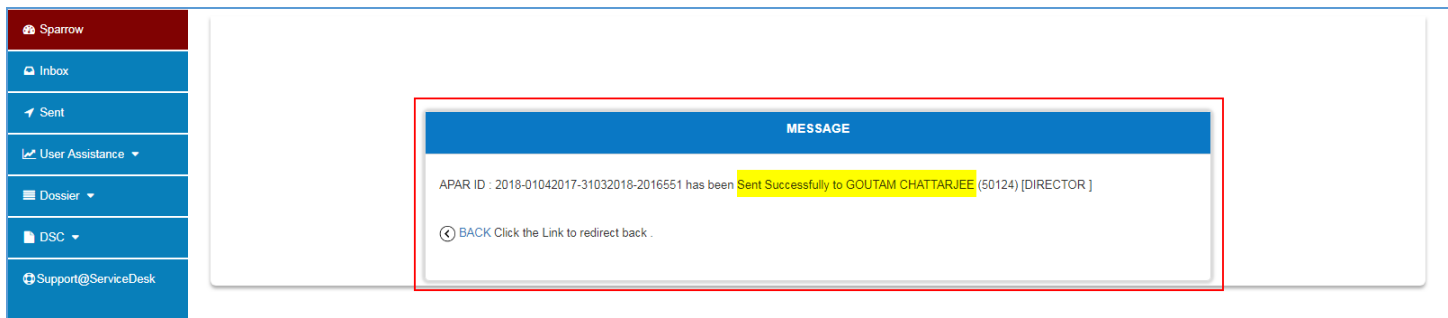 Sparrow
Inbox
Sent
User Assistance
Dossier
DSC
Support@ServiceDesk
MESSAGE
APAR ID : 2018-01042017-31032018-2016551 has been Sent Successfully to GOUTAM CHATTARJEE (50124) [DIRECTOR ]
BACK Click the Link to redirect back .